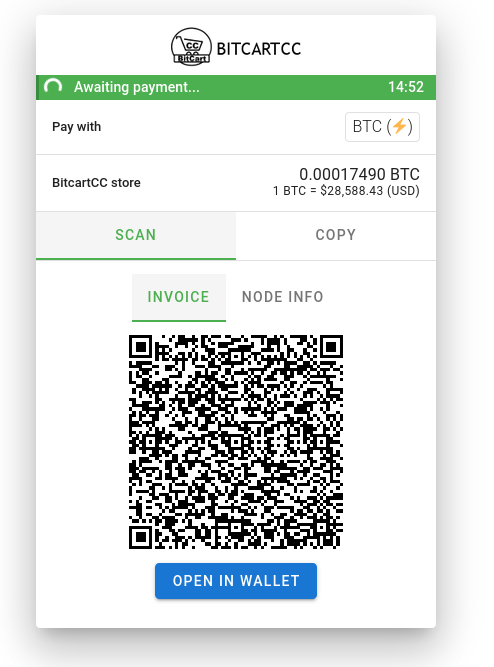 CC
BitCart
BITCARTCC
Awaiting payment... 14:52
Pay with BTC (⚡)
BitcartCC store 0.00017490 BTC
1 BTC = $28,588.43 (USD)
SCAN COPY
INVOICE NODE INFO
OPEN IN WALLET